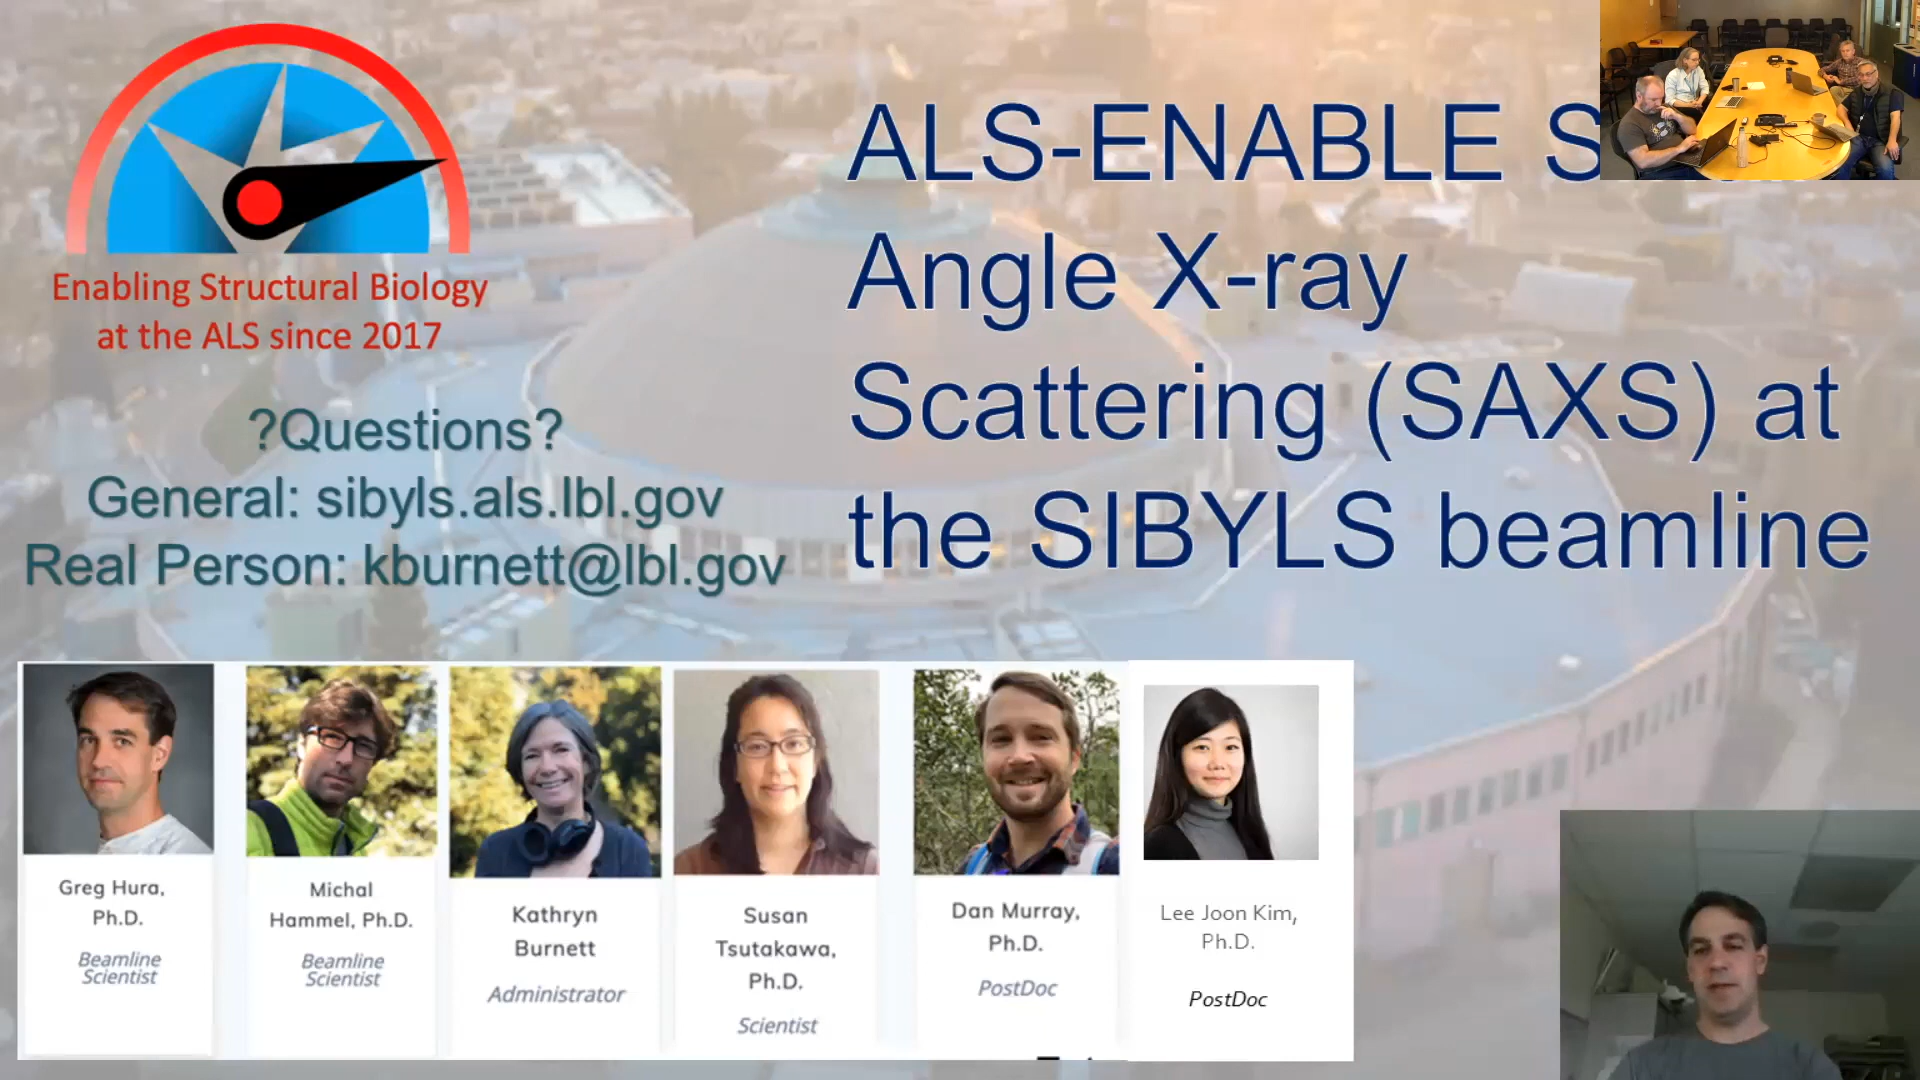 Enabling Structural Biology
at the ALS since 2017
?Questions?
General: sibyls.als.lbl.gov
Real Person: kburnett@lbl.gov
ALS-ENABLE
Angle X-ray
Scattering (SAXS) at
the SIBYLS beamline
Greg Hura,
Ph.D.
Beamline
Scientist
Michal
Hammel, Ph.D.
Beamline
Scientist
Kathryn
Burnett
Administrator
Susan
Tsutakawa,
Ph.D.
Scientist
Dan Murray,
Ph.D.
PostDoc
Lee Joon Kim,
Ph.D.
PostDoc